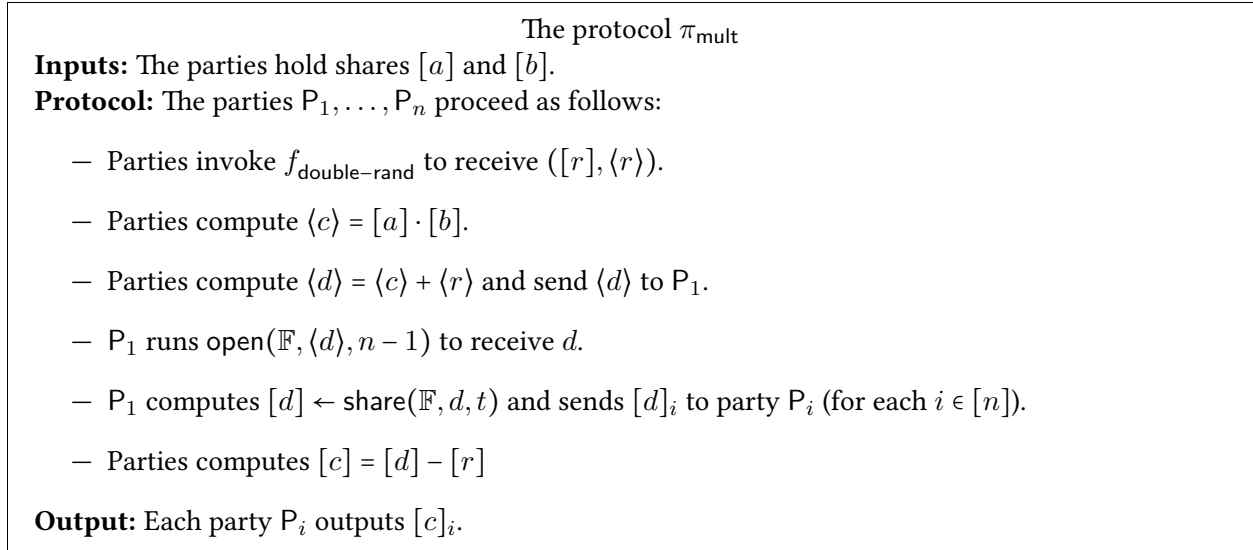 The protocol π_mult
Inputs: The parties hold shares [a] and [b].
Protocol: The parties P_1, . . . , P_n proceed as follows:
– Parties invoke f_double−rand to receive ([r], ⟨r⟩).
– Parties compute ⟨c⟩ = [a] · [b].
– Parties compute ⟨d⟩ = ⟨c⟩ + ⟨r⟩ and send ⟨d⟩ to P_1.
– P_1 runs open(𝔽, ⟨d⟩, n − 1) to receive d.
– P_1 computes [d] ← share(𝔽, d, t) and sends [d]_i to party P_i (for each i ∈ [n]).
– Parties computes [c] = [d] − [r]
Output: Each party P_i outputs [c]_i.